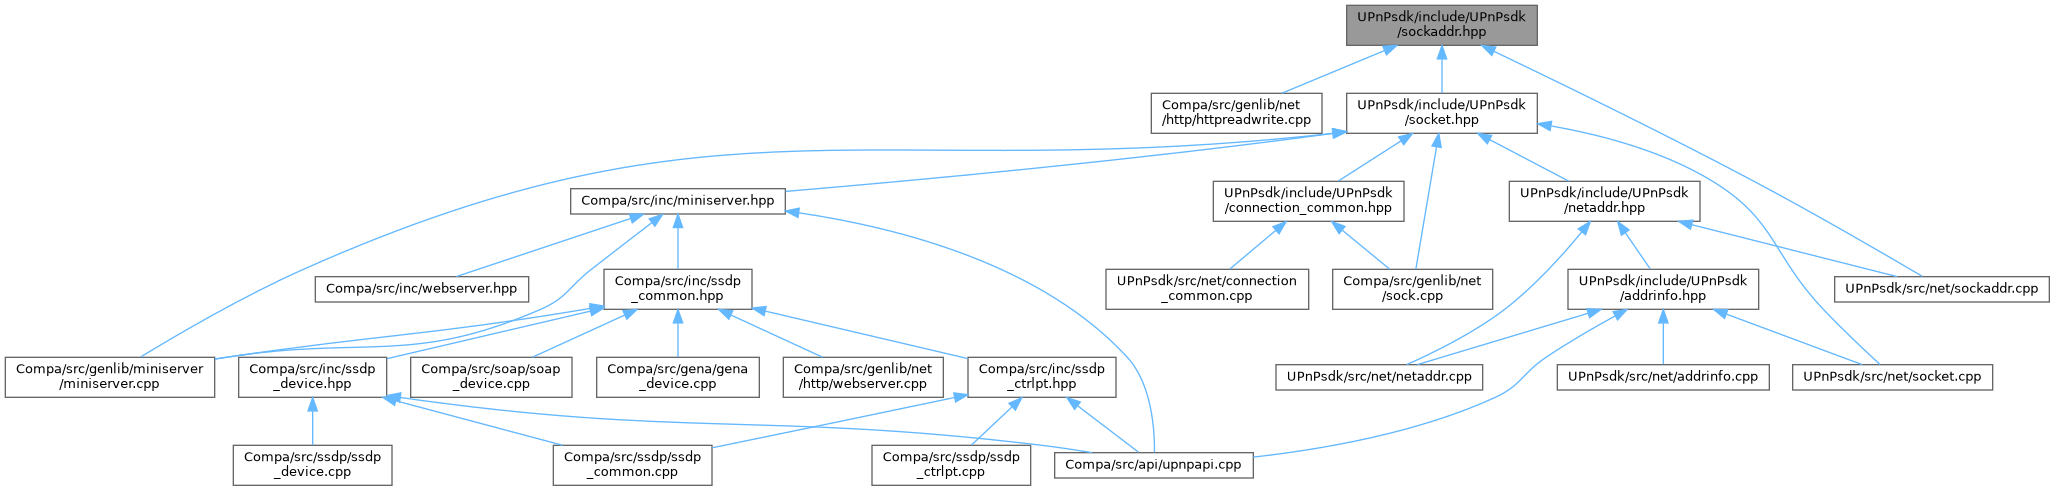 UPnPsdk/include/UPnPsdk
/sockaddr.hpp
Compa/src/genlib/net
/http/httpreadwrite.cpp
UPnPsdk/include/UPnPsdk
/socket.hpp
Compa/src/inc/miniserver.hpp
UPnPsdk/include/UPnPsdk
/connection_common.hpp
UPnPsdk/include/UPnPsdk
/netaddr.hpp
Compa/src/inc/webserver.hpp
Compa/src/inc/ssdp
_common.hpp
UPnPsdk/src/net/connection
_common.cpp
Compa/src/genlib/net
/sock.cpp
UPnPsdk/include/UPnPsdk
/addrinfo.hpp
UPnPsdk/src/net/sockaddr.cpp
Compa/src/genlib/miniserver
/miniserver.cpp
Compa/src/inc/ssdp
_device.hpp
Compa/src/soap/soap
_device.cpp
Compa/src/gena/gena
_device.cpp
Compa/src/genlib/net
/http/webserver.cpp
Compa/src/inc/ssdp
_ctrlpt.hpp
UPnPsdk/src/net/netaddr.cpp
UPnPsdk/src/net/addrinfo.cpp
UPnPsdk/src/net/socket.cpp
Compa/src/ssdp/ssdp
_device.cpp
Compa/src/ssdp/ssdp
_common.cpp
Compa/src/ssdp/ssdp
_ctrlpt.cpp
Compa/src/api/upnpapi.cpp